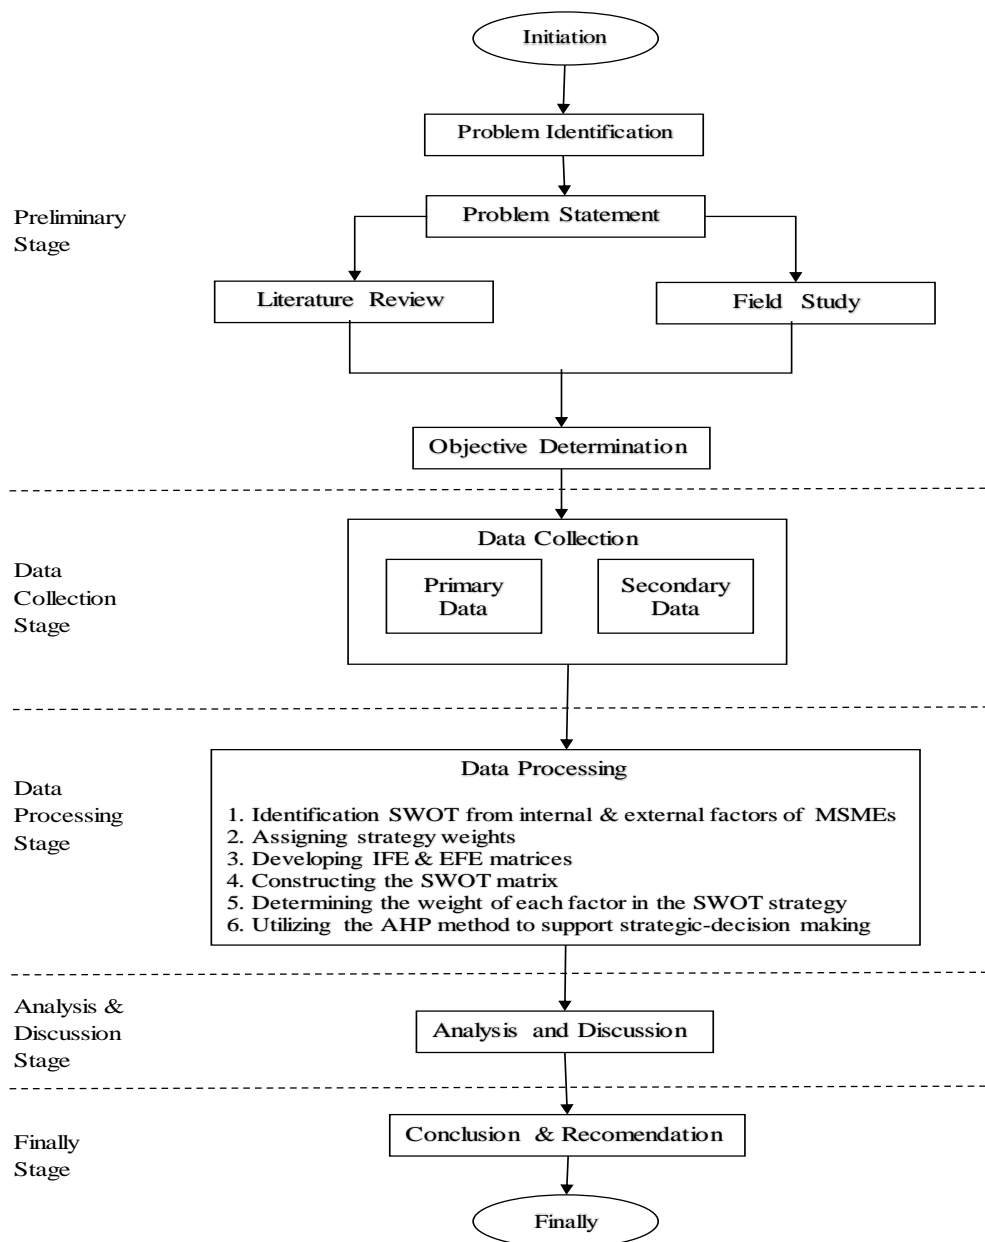 Initiation
Problem Identification
Preliminary
Stage
Problem Statement
Literature Review
Field Study
Objective Determination
Data
Collection
Stage
Data Collection
Primary
Data
Secondary
Data
Data
Processing
Stage
Data Processing
1. Identification SWOT from internal & external factors of MSMEs
2. Assigning strategy weights
3. Developing IFE & EFE matrices
4. Constructing the SWOT matrix
5. Determining the weight of each factor in the SWOT strategy
6. Utilizing the AHP method to support strategic-decision making
Analysis &
Discussion
Stage
Analysis and Discussion
Finally
Stage
Conclusion & Recomendation
Finally